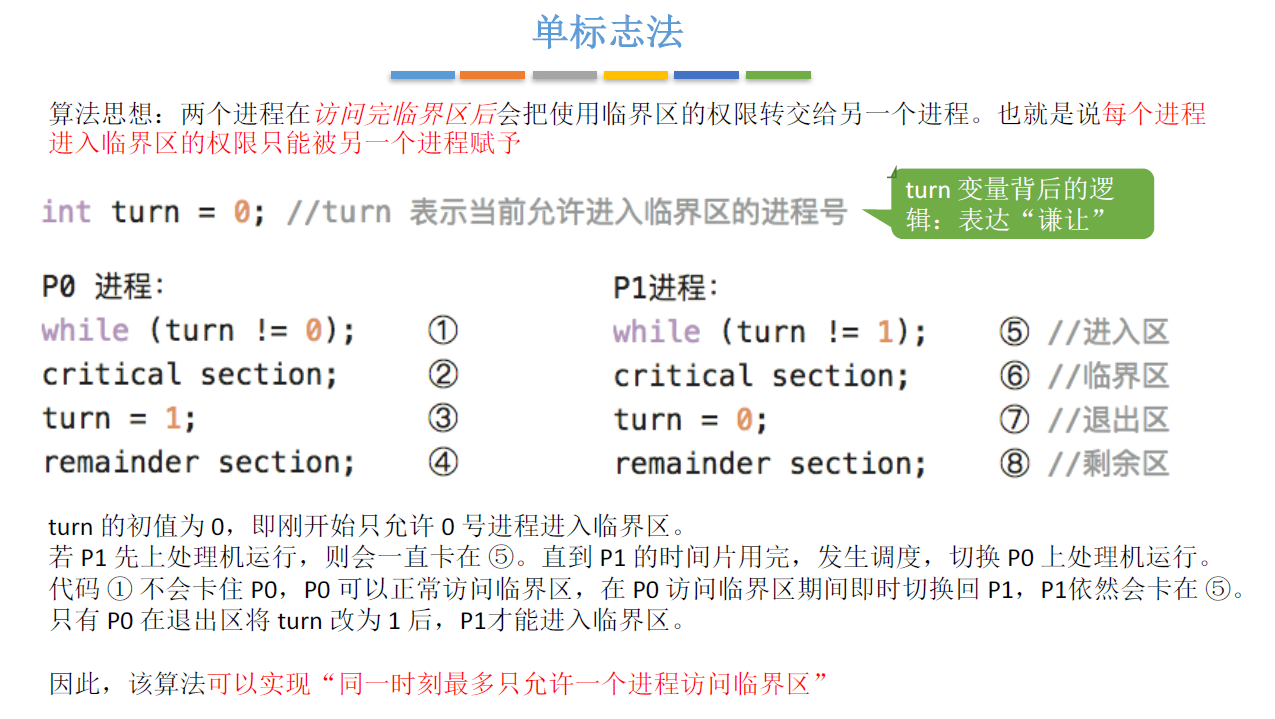 单标志法
算法思想：两个进程在访问完临界区后会把使用临界区的权限转交给另一个进程。也就是说每个进程
进入临界区的权限只能被另一个进程赋予
int turn = 0; //turn 表示当前允许进入临界区的进程号
turn 变量背后的逻
辑：表达“谦让”
P0 进程：
while (turn != 0); ①
critical section; ②
turn = 1; ③
remainder section; ④
P1进程：
while (turn != 1); ⑤ //进入区
critical section; ⑥ //临界区
turn = 0; ⑦ //退出区
remainder section; ⑧ //剩余区
turn 的初值为 0，即刚开始只允许 0 号进程进入临界区。
若 P1 先上处理机运行，则会一直卡在 ⑤。直到 P1 的时间片用完，发生调度，切换 P0 上处理机运行。
代码 ① 不会卡住 P0，P0 可以正常访问临界区，在 P0 访问临界区期间即时切换回 P1，P1依然会卡在 ⑤。
只有 P0 在退出区将 turn 改为 1 后，P1才能进入临界区。
因此，该算法可以实现“同一时刻最多只允许一个进程访问临界区”